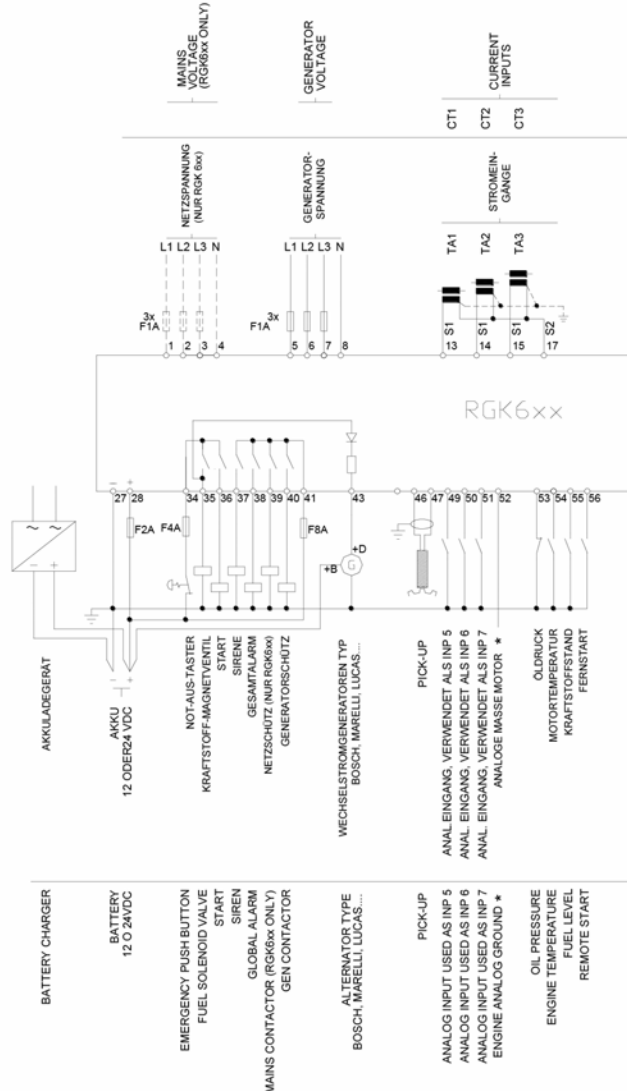 MAINS
VOLTAGE
(RGK6xx ONLY)
GENERATOR
VOLTAGE
CURRENT
INPUTS
CT1
CT2
CT3
NETZSPANNUNG
(NUR RGK 6xx)
GENERATOR-
SPANNUNG
STROMEIN-
GÄNGE
L1 L2 L3 N
L1 L2 L3 N
TA1
TA2
TA3
3x
F1A
3x
F1A
S1
S1
S1
S2
1 2 3 4
5 6 7 8
13 14 15 17
RGK6xx
- +
27 28
34 35 36 37 38 39 40 41
43
46 47 49 50 51 52
53 54 55 56
F2A
F4A
F8A
~ ~
- +
+D
+B
G
- +
AKKULADEGERÄT
AKKU
12 ODER24 VDC
NOT-AUS-TASTER
KRAFTSTOFF-MAGNETVENTIL
START
SIRENE
GESAMTALARM
NETZSCHÜTZ (NUR RGK6xx)
GENERATORSCHÜTZ
WECHSELSTROMGENERATOREN TYP
BOSCH, MARELLI, LUCAS....
PICK-UP
ANAL. EINGANG, VERWENDET ALS INP 5
ANAL. EINGANG, VERWENDET ALS INP 6
ANAL. EINGANG, VERWENDET ALS INP 7
ANALOGE MASSE MOTOR *
ÖLDRUCK
MOTORTEMPERATUR
KRAFTSTOFFSTAND
FERNSTART
BATTERY CHARGER
BATTERY
12 O 24VDC
EMERGENCY PUSH BUTTON
FUEL SOLENOID VALVE
START
SIREN
GLOBAL ALARM
MAINS CONTACTOR (RGK6xx ONLY)
GEN CONTACTOR
ALTERNATOR TYPE
BOSCH, MARELLI, LUCAS....
PICK-UP
ANALOG INPUT USED AS INP 5
ANALOG INPUT USED AS INP 6
ANALOG INPUT USED AS INP 7
ENGINE ANALOG GROUND *
OIL PRESSURE
ENGINE TEMPERATURE
FUEL LEVEL
REMOTE START